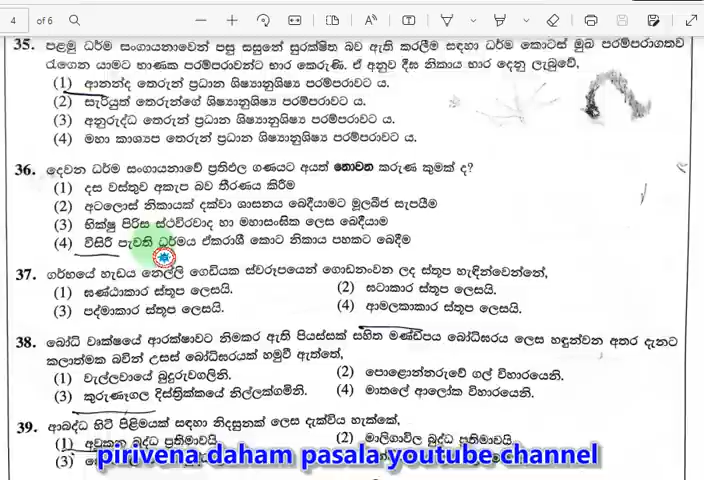 4 of 6
35. පළමු ධර්ම සංගායනාවෙන් පසු සසුනේ සුරක්ෂිත බව ඇති කරලීම සඳහා ධර්ම කොටස් මුඛ පරම්පරාගතව
රැගෙන යාමට භාණක පරම්පරාවන්ට භාර කෙරුණි. ඒ අනුව දීඝ නිකාය භාර දෙනු ලැබුවේ,
(1) ආනන්ද තෙරුන් ප්‍රධාන ශිෂ්‍යානුශිෂ්‍ය පරම්පරාවට ය.
(2) සැරියුත් තෙරුන්ගේ ශිෂ්‍යානුශිෂ්‍ය පරම්පරාවට ය.
(3) අනුරුද්ධ තෙරුන් ප්‍රධාන ශිෂ්‍යානුශිෂ්‍ය පරම්පරාවට ය.
(4) මහා කාශ්‍යප තෙරුන් ප්‍රධාන ශිෂ්‍යානුශිෂ්‍ය පරම්පරාවට ය.
36. දෙවන ධර්ම සංගායනාවේ ප්‍රතිඵල ගණයට අයත් නොවන කරුණ කුමක් ද?
(1) දස වස්තුව අකැප බව තීරණය කිරීම
(2) අටලොස් නිකායක් දක්වා ශාසනය බෙදීයාමට මූලබීජ සැපයීම
(3) භික්ෂු පිරිස ස්ථවිරවාද හා මහාසංඝික ලෙස බෙදීයාම
(4) විසිරී පැවති ධර්මය ඒකරාශී කොට නිකාය පහකට බෙදීම
37. ගර්භයේ හැඩය නෙල්ලි ගෙඩියක ස්වරූපයෙන් ගොඩනංවන ලද ස්තූප හැඳින්වෙන්නේ,
(1) ඝණ්ඨාකාර ස්තූප ලෙසයි. (2) ඝටාකාර ස්තූප ලෙසයි.
(3) පද්මාකාර ස්තූප ලෙසයි. (4) ආමලකාකාර ස්තූප ලෙසයි.
38. බෝධි වෘක්ෂයේ ආරක්ෂාවට නිමකර ඇති පියස්සක් සහිත මණ්ඩපය බෝධිඝරය ලෙස හඳුන්වන අතර දැනට
කලාත්මක බවින් උසස් බෝධිඝරයක් හමුවී ඇත්තේ,
(1) වැල්ලවායේ බුදුරුවගලිනි. (2) පොළොන්නරුවේ ගල් විහාරයෙනි.
(3) කුරුණෑගල දිස්ත්‍රික්කයේ නිල්ලක්ගමිනි. (4) මාතලේ ආලෝක විහාරයෙනි.
39. ආබද්ධ හිටි පිළිමයක් සඳහා නිදසුනක් ලෙස දැක්විය හැක්කේ,
(1) අවුකන බුද්ධ ප්‍රතිමාවයි. (2) මාලිගාවිල බුද්ධ ප්‍රතිමාවයි.
(3)
pirivena daham pasala youtube channel